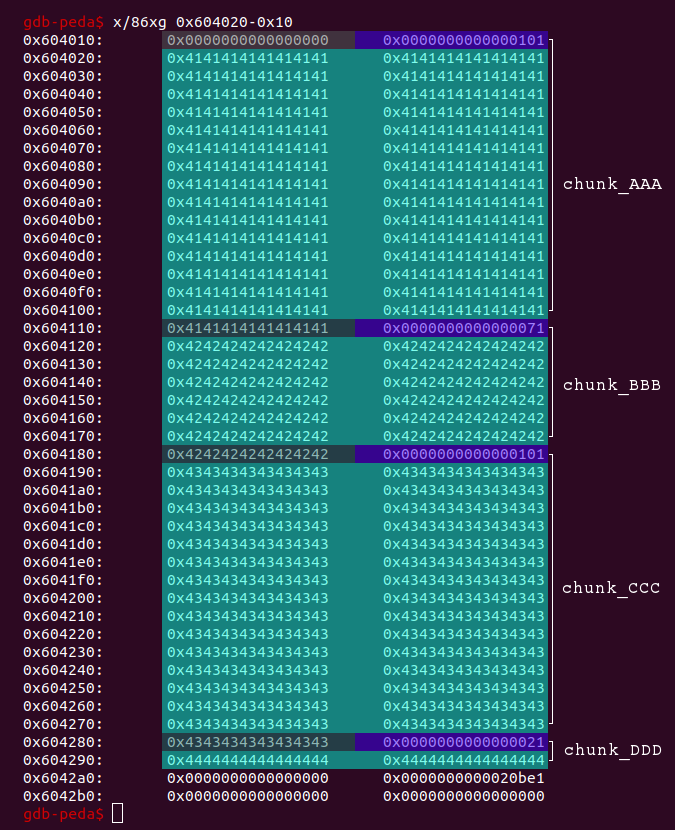 gdb-peda$ x/86xg 0x604020-0x10
0x604010: 0x0000000000000000 0x0000000000000101
0x604020: 0x4141414141414141 0x4141414141414141
0x604030: 0x4141414141414141 0x4141414141414141
0x604040: 0x4141414141414141 0x4141414141414141
0x604050: 0x4141414141414141 0x4141414141414141
0x604060: 0x4141414141414141 0x4141414141414141
0x604070: 0x4141414141414141 0x4141414141414141
0x604080: 0x4141414141414141 0x4141414141414141
0x604090: 0x4141414141414141 0x4141414141414141 chunk_AAA
0x6040a0: 0x4141414141414141 0x4141414141414141
0x6040b0: 0x4141414141414141 0x4141414141414141
0x6040c0: 0x4141414141414141 0x4141414141414141
0x6040d0: 0x4141414141414141 0x4141414141414141
0x6040e0: 0x4141414141414141 0x4141414141414141
0x6040f0: 0x4141414141414141 0x4141414141414141
0x604100: 0x4141414141414141 0x4141414141414141
0x604110: 0x4141414141414141 0x0000000000000071
0x604120: 0x4242424242424242 0x4242424242424242
0x604130: 0x4242424242424242 0x4242424242424242
0x604140: 0x4242424242424242 0x4242424242424242 chunk_BBB
0x604150: 0x4242424242424242 0x4242424242424242
0x604160: 0x4242424242424242 0x4242424242424242
0x604170: 0x4242424242424242 0x4242424242424242
0x604180: 0x4242424242424242 0x0000000000000101
0x604190: 0x4343434343434343 0x4343434343434343
0x6041a0: 0x4343434343434343 0x4343434343434343
0x6041b0: 0x4343434343434343 0x4343434343434343
0x6041c0: 0x4343434343434343 0x4343434343434343
0x6041d0: 0x4343434343434343 0x4343434343434343
0x6041e0: 0x4343434343434343 0x4343434343434343
0x6041f0: 0x4343434343434343 0x4343434343434343 chunk_CCC
0x604200: 0x4343434343434343 0x4343434343434343
0x604210: 0x4343434343434343 0x4343434343434343
0x604220: 0x4343434343434343 0x4343434343434343
0x604230: 0x4343434343434343 0x4343434343434343
0x604240: 0x4343434343434343 0x4343434343434343
0x604250: 0x4343434343434343 0x4343434343434343
0x604260: 0x4343434343434343 0x4343434343434343
0x604270: 0x4343434343434343 0x4343434343434343
0x604280: 0x4343434343434343 0x0000000000000021 chunk_DDD
0x604290: 0x4444444444444444 0x4444444444444444
0x6042a0: 0x0000000000000000 0x0000000000020be1
0x6042b0: 0x0000000000000000 0x0000000000000000
gdb-peda$